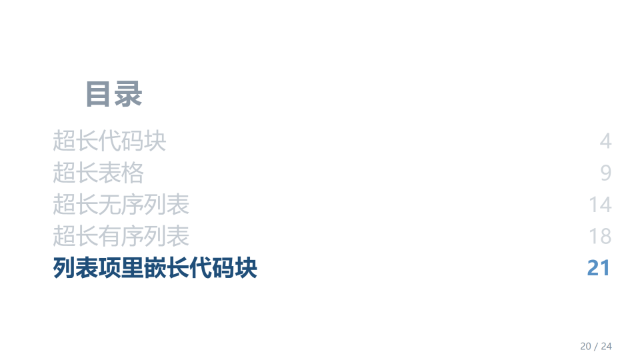 目录
超长代码块 4
超长表格 9
超长无序列表 14
超长有序列表 18
列表项里嵌长代码块 21
20 / 24